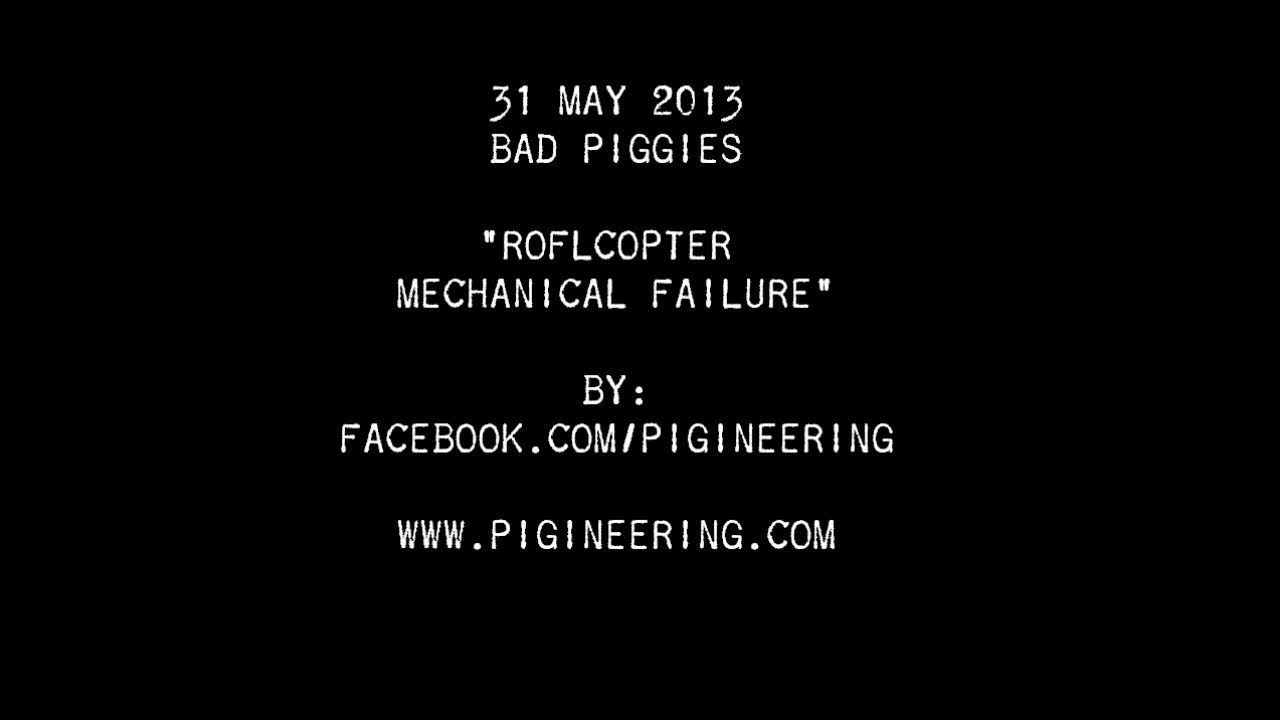 31 MAY 2013
BAD PIGGIES
"ROFLCOPTER
MECHANICAL FAILURE"
BY:
FACEBOOK.COM/PIGINEERING
WWW.PIGINEERING.COM